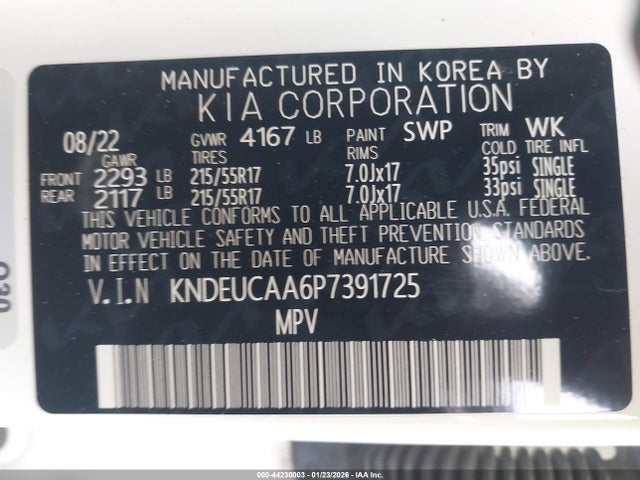 MANUFACTURED IN KOREA BY
KIA CORPORATION
08/22 GVWR 4167 LB PAINT SWP TRIM WK
GAWR TIRES RIMS COLD TIRE INFL
FRONT 2293 LB 215/55R17 7.0Jx17 35psi SINGLE
REAR 2117 LB 215/55R17 7.0Jx17 33psi SINGLE
THIS VEHICLE CONFORMS TO ALL APPLICABLE U.S.A. FEDERAL
MOTOR VEHICLE SAFETY AND THEFT PREVENTION STANDARDS
IN EFFECT ON THE DATE OF MANUFACTURE SHOWN ABOVE.
V.I.N KNDEUCAA6P7391725
MPV
000-44230003 - 01/23/2026 - IAA Inc.